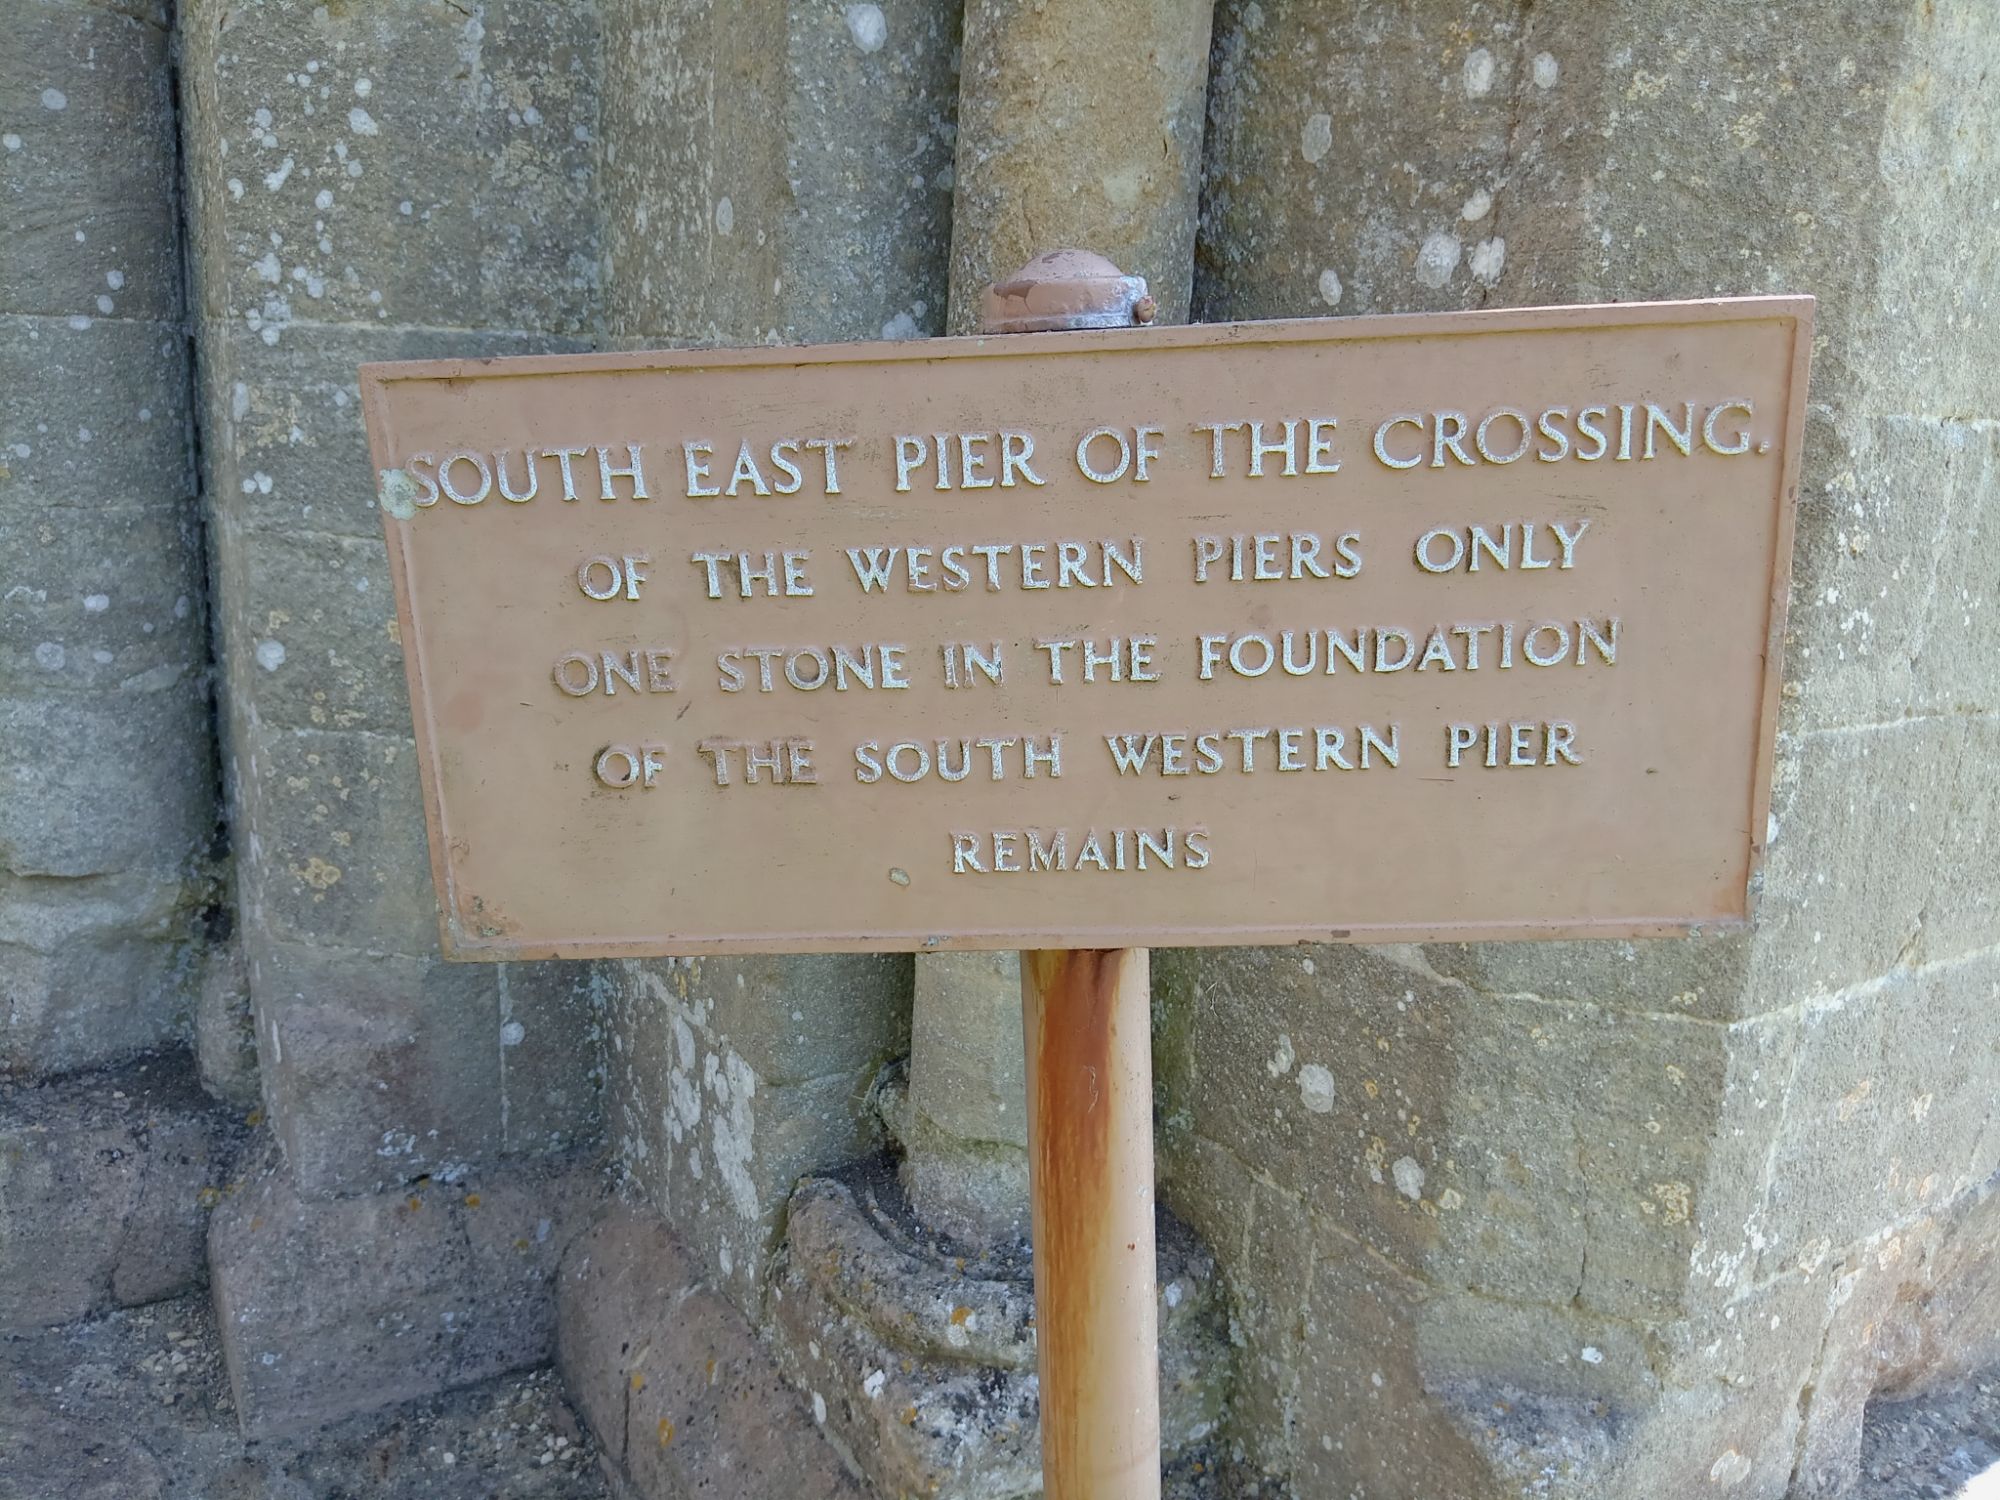 SOUTH EAST PIER OF THE CROSSING.
OF THE WESTERN PIERS ONLY
ONE STONE IN THE FOUNDATION
OF THE SOUTH WESTERN PIER
REMAINS